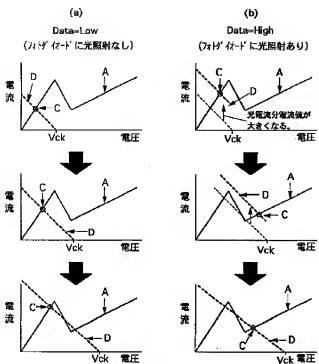 (a)
Data=Low
(フォトダイオードに光照射なし)
電流
D
A
C
Vck
電圧
C
A
電流
D
Vck
電圧
A
C
電流
D
Vck
電圧
(b)
Data=High
(フォトダイオードに光照射あり)
A
電流
D
C
光電流分電流値が
大きくなる。
Vck
電圧
A
D
電流
C
Vck
電圧
A
電流
D
C
Vck
電圧